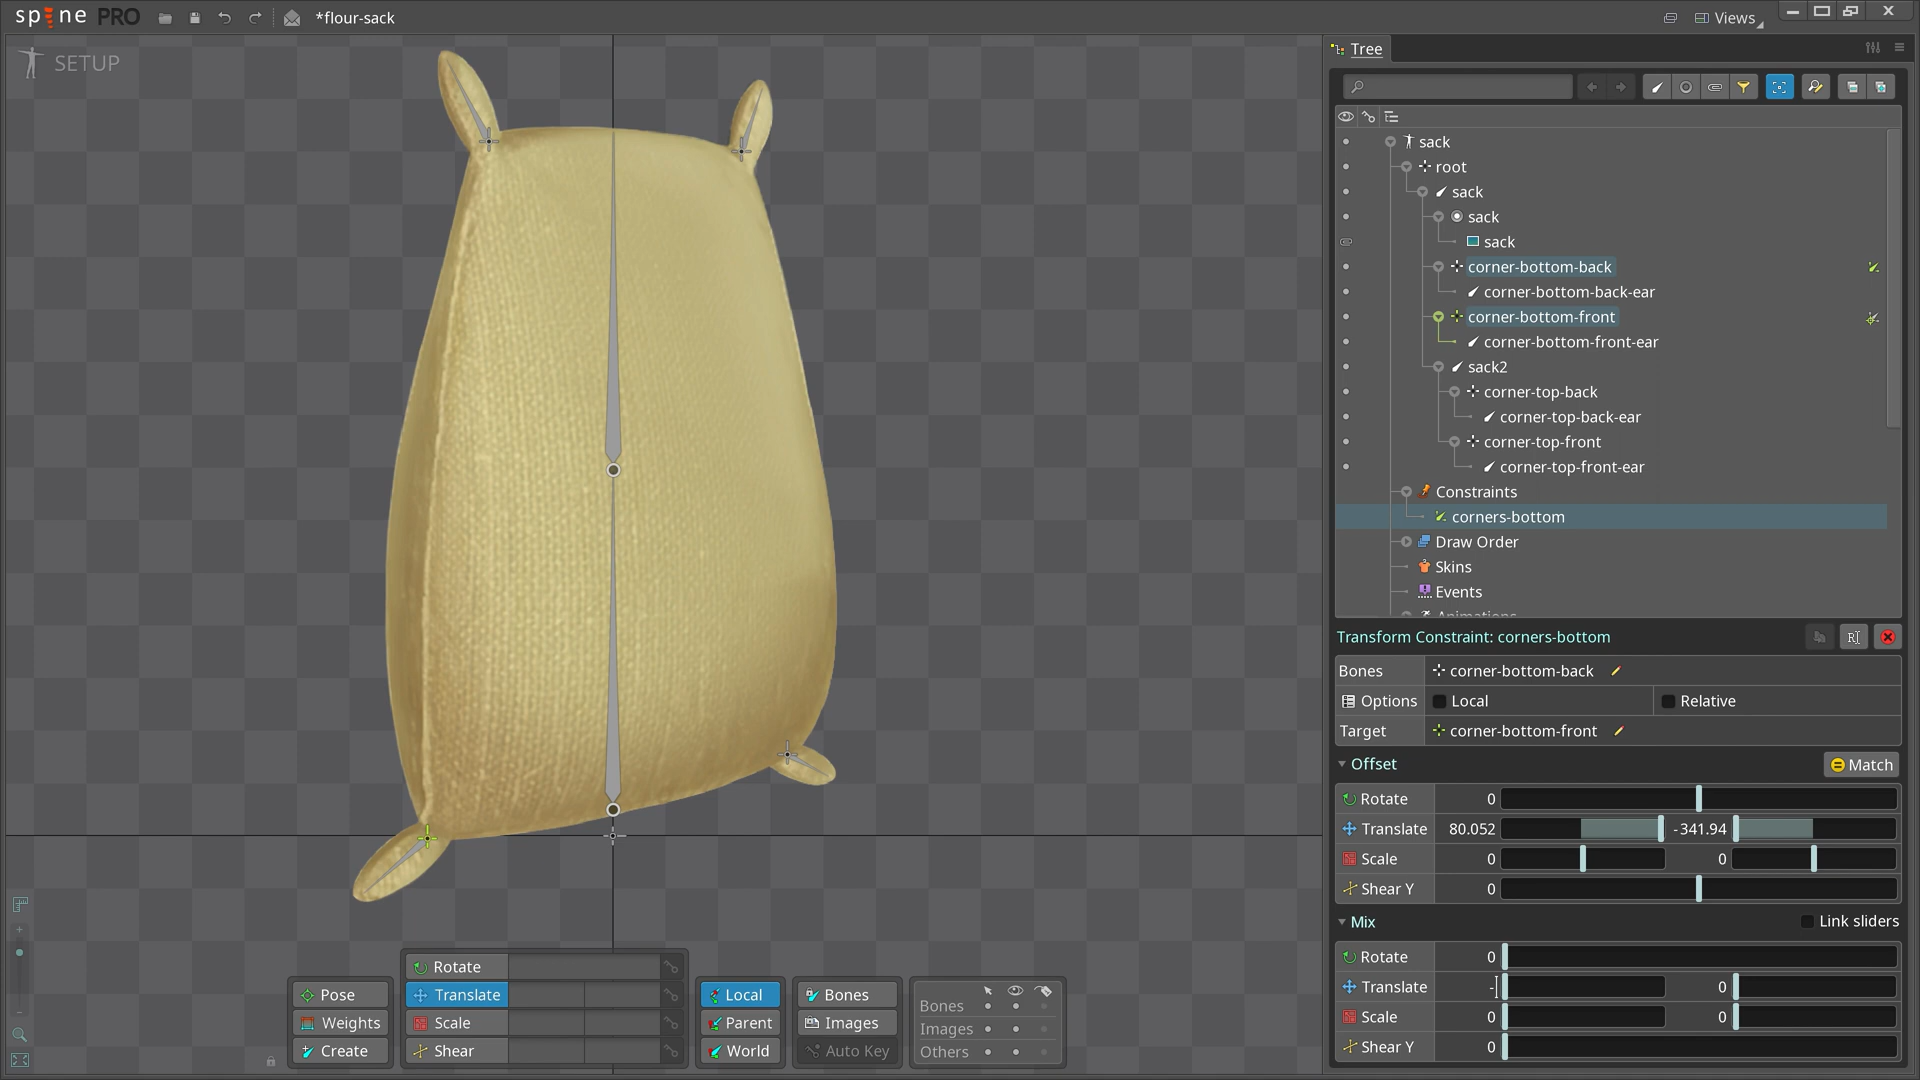 spine PRO
*flour-sack
Views
SETUP
Tree
sack
root
sack
sack
sack
corner-bottom-back
corner-bottom-back-ear
corner-bottom-front
corner-bottom-front-ear
sack2
corner-top-back
corner-top-back-ear
corner-top-front
corner-top-front-ear
Constraints
corners-bottom
Draw Order
Skins
Events
Animations
Transform Constraint: corners-bottom
Bones corner-bottom-back
Options Local Relative
Target corner-bottom-front
Offset Match
Rotate 0
Translate 80.052 -341.94
Scale 0 0
Shear Y 0
Mix Link sliders
Rotate 0
Translate - 0
Scale 0 0
Shear Y 0
Pose
Weights
Create
Rotate
Translate
Scale
Shear
Local
Parent
World
Bones
Images
Auto Key
Bones
Images
Others